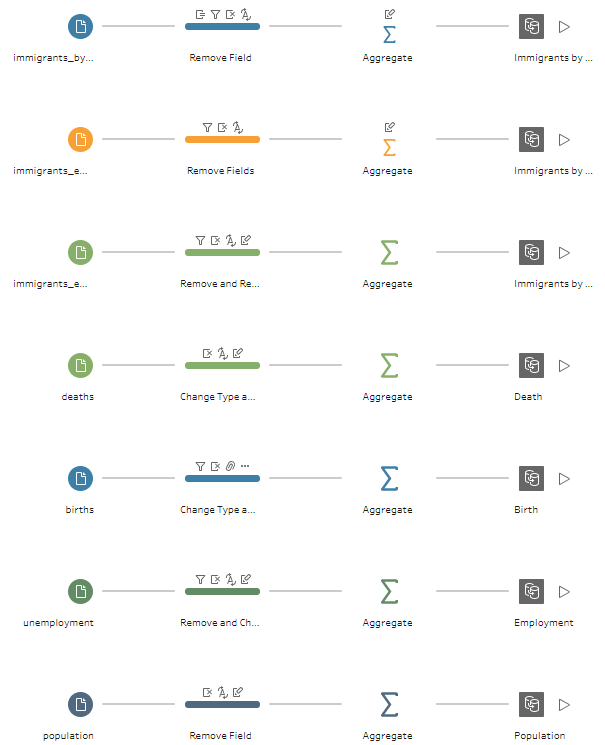 immigrants_by... Remove Field Aggregate Immigrants by ...
immigrants_e... Remove Fields Aggregate Immigrants by ...
immigrants_e... Remove and Re... Aggregate Immigrants by ...
deaths Change Type a... Aggregate Death
births Change Type a... Aggregate Birth
unemployment Remove and Ch... Aggregate Employment
population Remove Field Aggregate Population